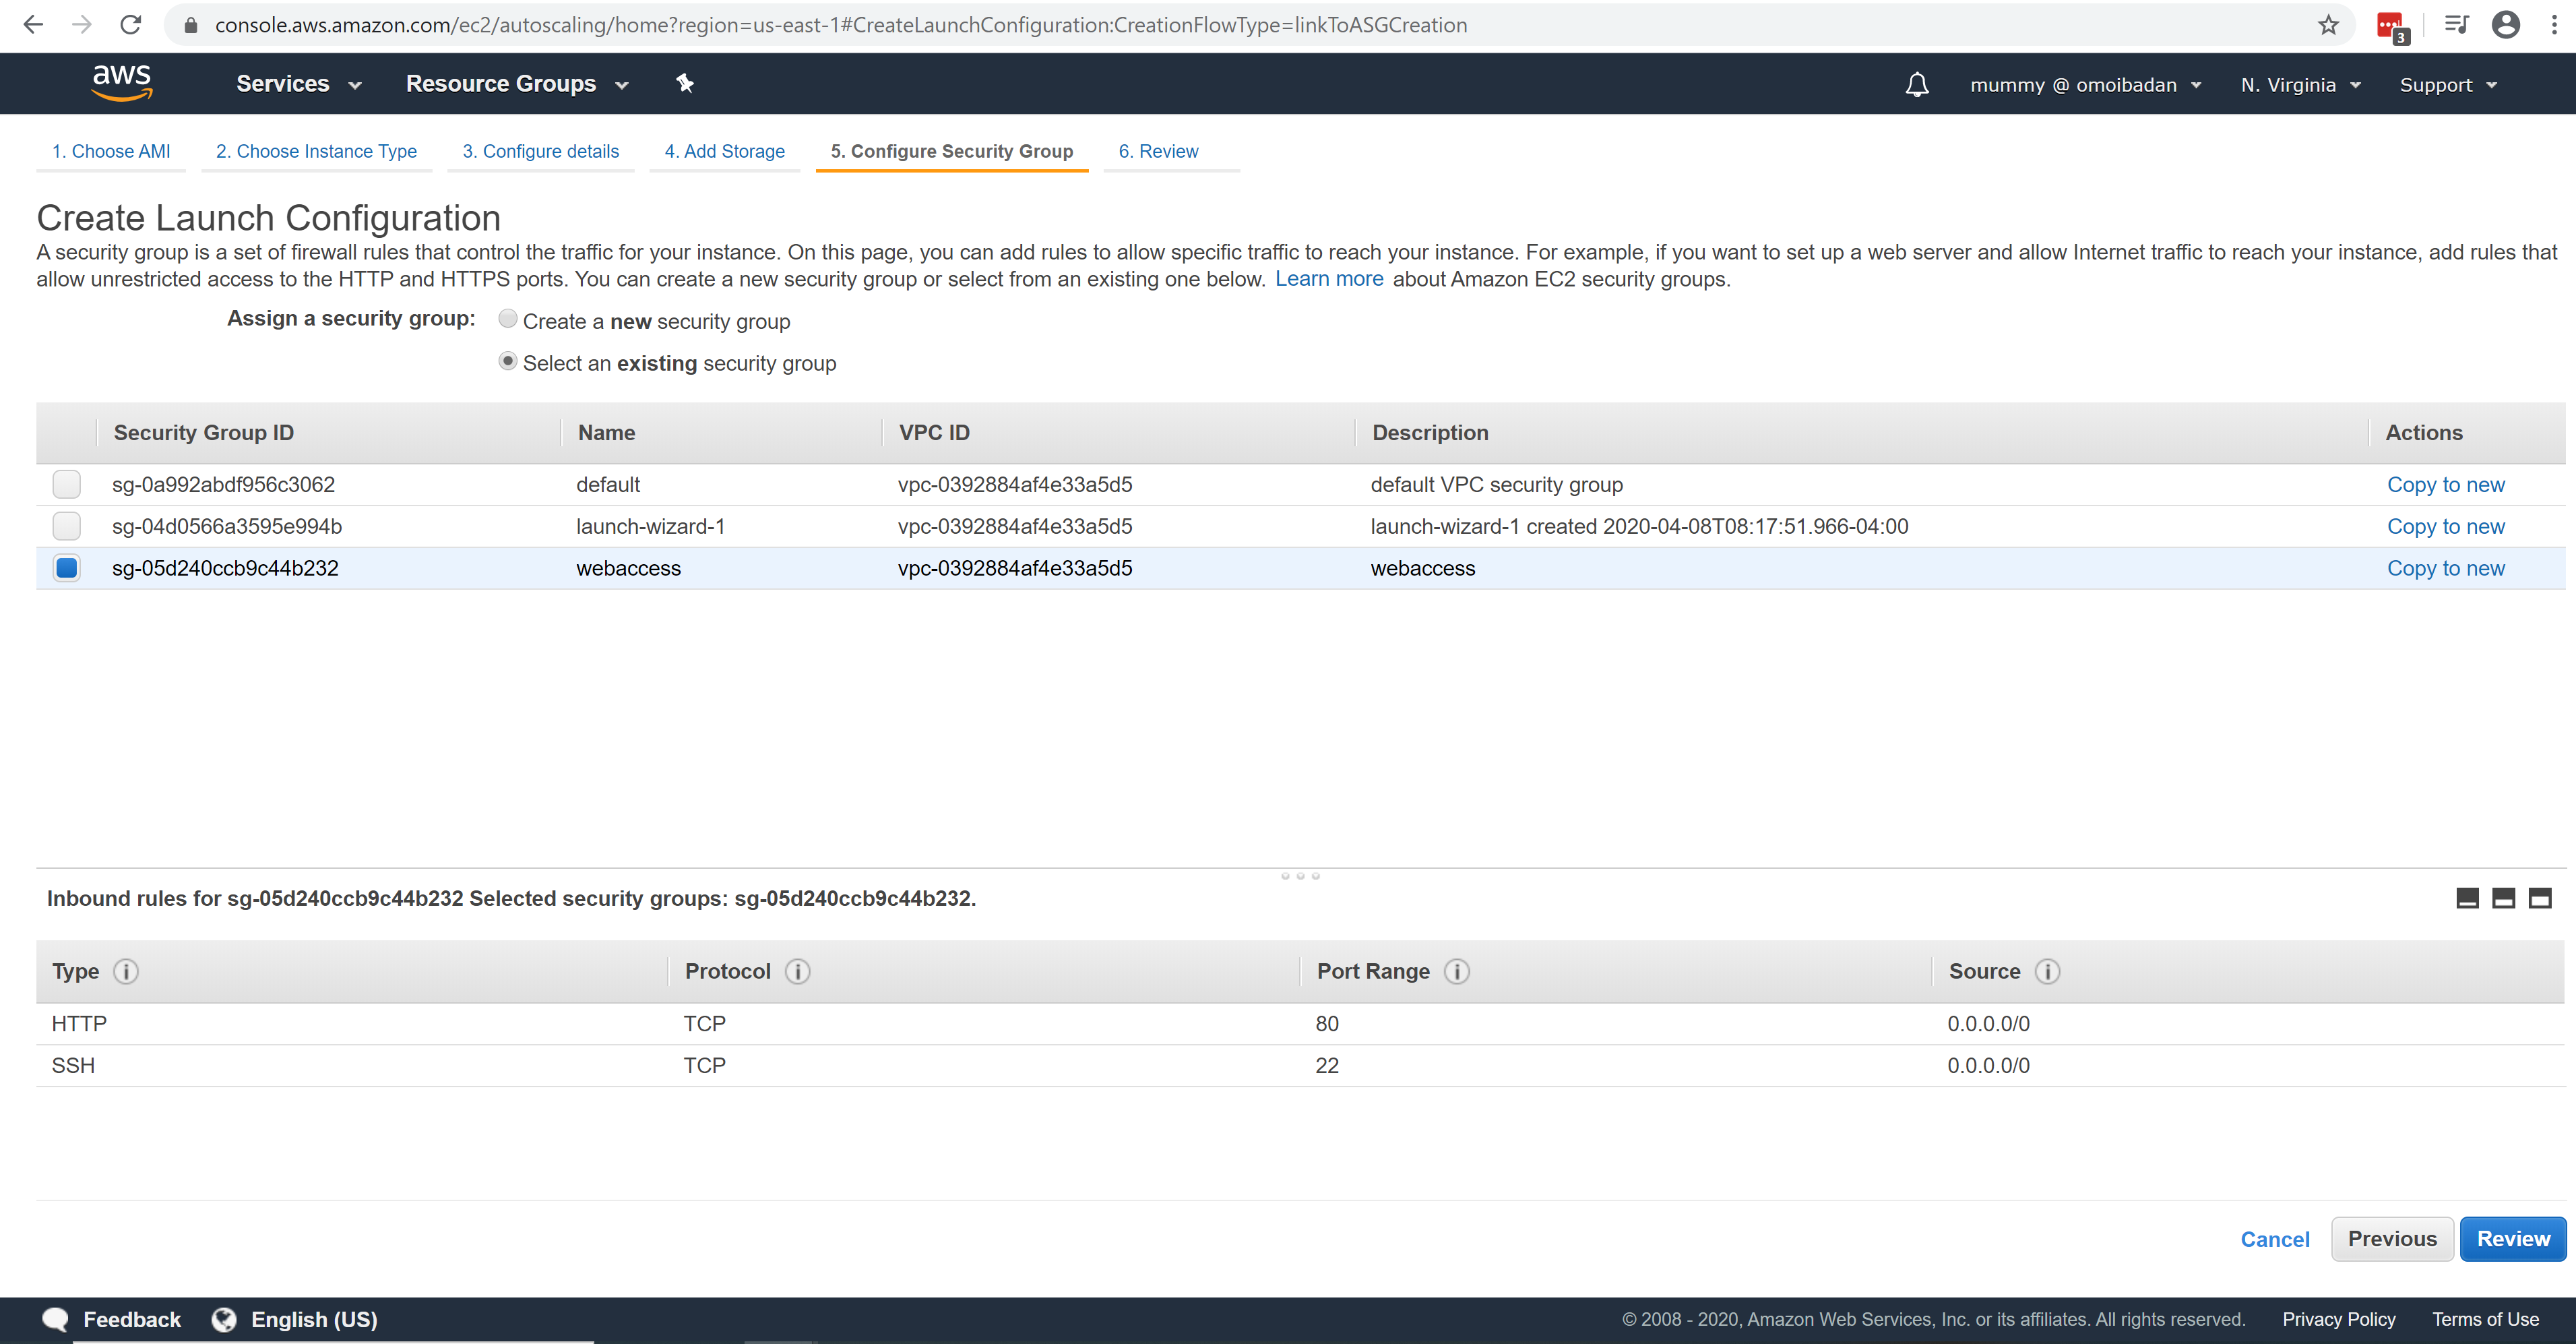 console.aws.amazon.com/ec2/autoscaling/home?region=us-east-1#CreateLaunchConfiguration:CreationFlowType=linkToASGCreation
3
aws Services Resource Groups mummy @ omoibadan N. Virginia Support
1. Choose AMI 2. Choose Instance Type 3. Configure details 4. Add Storage 5. Configure Security Group 6. Review
Create Launch Configuration
A security group is a set of firewall rules that control the traffic for your instance. On this page, you can add rules to allow specific traffic to reach your instance. For example, if you want to set up a web server and allow Internet traffic to reach your instance, add rules that
allow unrestricted access to the HTTP and HTTPS ports. You can create a new security group or select from an existing one below. Learn more about Amazon EC2 security groups.
Assign a security group: Create a new security group
Select an existing security group
Security Group ID Name VPC ID Description Actions
sg-0a992abdf956c3062 default vpc-0392884af4e33a5d5 default VPC security group Copy to new
sg-04d0566a3595e994b launch-wizard-1 vpc-0392884af4e33a5d5 launch-wizard-1 created 2020-04-08T08:17:51.966-04:00 Copy to new
sg-05d240ccb9c44b232 webaccess vpc-0392884af4e33a5d5 webaccess Copy to new
Inbound rules for sg-05d240ccb9c44b232 Selected security groups: sg-05d240ccb9c44b232.
Type i Protocol i Port Range i Source i
HTTP TCP 80 0.0.0.0/0
SSH TCP 22 0.0.0.0/0
Cancel Previous Review
Feedback English (US) © 2008 - 2020, Amazon Web Services, Inc. or its affiliates. All rights reserved. Privacy Policy Terms of Use